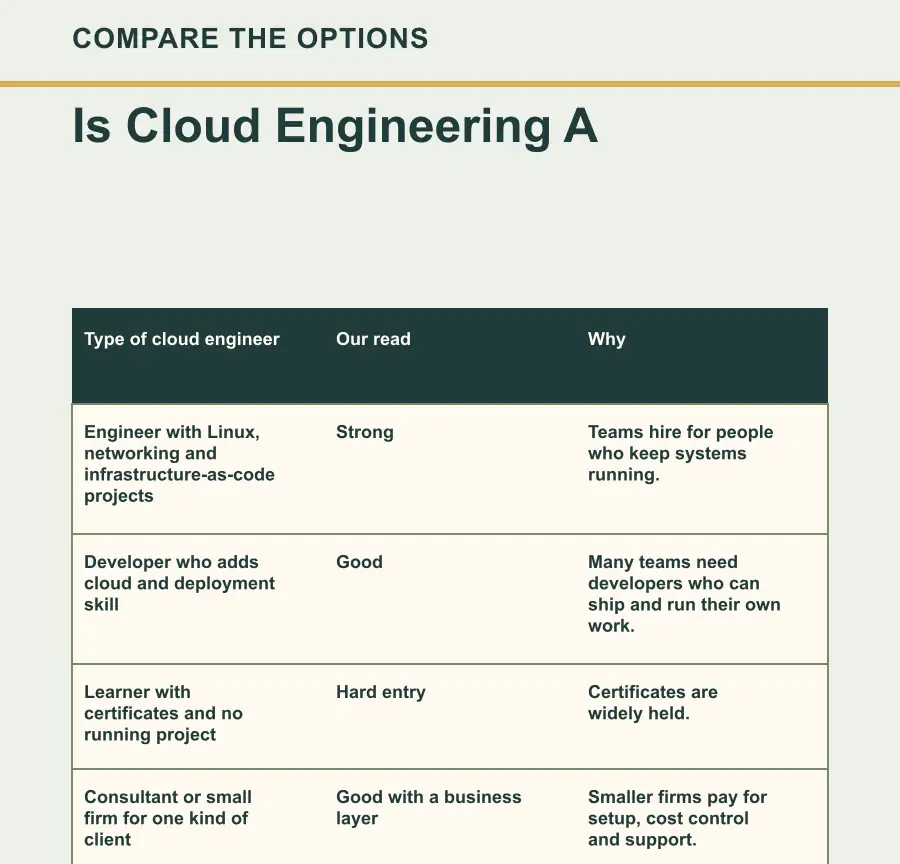 COMPARE THE OPTIONS
Is Cloud Engineering A
Type of cloud engineer
Our read
Why
Engineer with Linux,
networking and
infrastructure-as-code
projects
Strong
Teams hire for people
who keep systems
running.
Developer who adds
cloud and deployment
skill
Good
Many teams need
developers who can
ship and run their own
work.
Learner with
certificates and no
running project
Hard entry
Certificates are
widely held.
Consultant or small
firm for one kind of
client
Good with a business
layer
Smaller firms pay for
setup, cost control
and support.